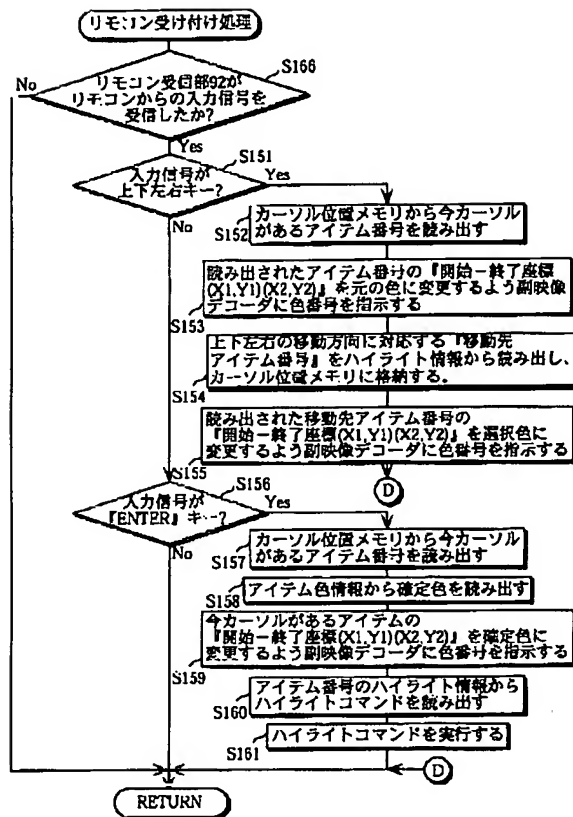 リモコン受け付け処理
S166
No
リモコン受信部92が
リモコンからの入力信号を
受信したか?
Yes
S151
入力信号が
上下左右キー?
Yes
No
カーソル位置メモリから今カーソル
があるアイテム番号を読み出す
S152
読み出されたアイテム番号の『開始ー終了座標
(X1,Y1)(X2,Y2)』を元の色に変更するよう副映像
デコーダに色番号を指示する
S153
上下左右の移動方向に対応する『移動先
アイテム番号』をハイライト情報から読み出し、
カーソル位置メモリに格納する。
S154
読み出された移動先アイテム番号の
『開始ー終了座標(X1,Y1)(X2,Y2)』を選択色に
変更するよう副映像デコーダに色番号を指示する
S155
D
S156
入力信号が
『ENTER』キー?
Yes
No
カーソル位置メモリから今カーソル
があるアイテム番号を読み出す
S157
アイテム色情報から確定色を読み出す
S158
今カーソルがあるアイテムの
『開始ー終了座標(X1,Y1)(X2,Y2)』を確定色に
変更するよう副映像デコーダに色番号を指示する
S159
アイテム番号のハイライト情報から
ハイライトコマンドを読み出す
S160
ハイライトコマンドを実行する
S161
D
RETURN